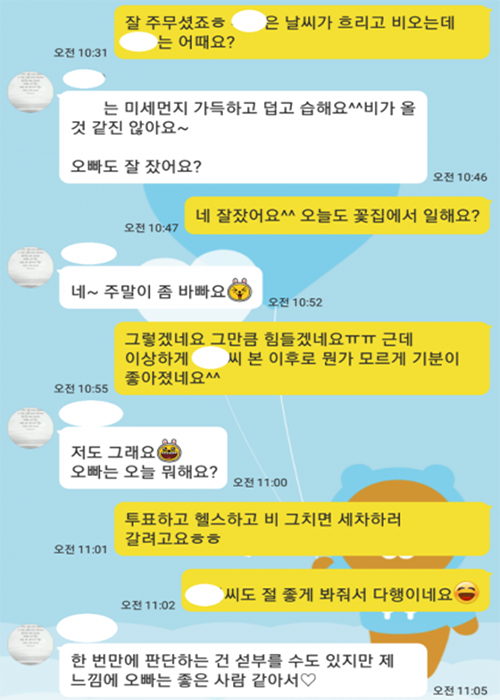 잘 주무셨죠ㅎ 은 날씨가 흐리고 비오는데
는 어때요?
오전 10:31
는 미세먼지 가득하고 덥고 습해요^^비가 올
것 같진 않아요~
오빠도 잘 잤어요?
오전 10:46
네 잘잤어요^^ 오늘도 꽃집에서 일해요?
오전 10:47
네~ 주말이 좀 바빠요
오전 10:52
그렇겠네요 그만큼 힘들겠네요ㅠㅠ 근데
이상하게 씨 본 이후로 뭔가 모르게 기분이
좋아졌네요^^
오전 10:55
저도 그래요
오빠는 오늘 뭐해요?
오전 11:00
투표하고 헬스하고 비 그치면 세차하러
갈려고요ㅎㅎ
오전 11:01
씨도 절 좋게 봐줘서 다행이네요
오전 11:02
한 번만에 판단하는 건 섣부를 수도 있지만 제
느낌에 오빠는 좋은 사람 같아서♡
오전 11:05